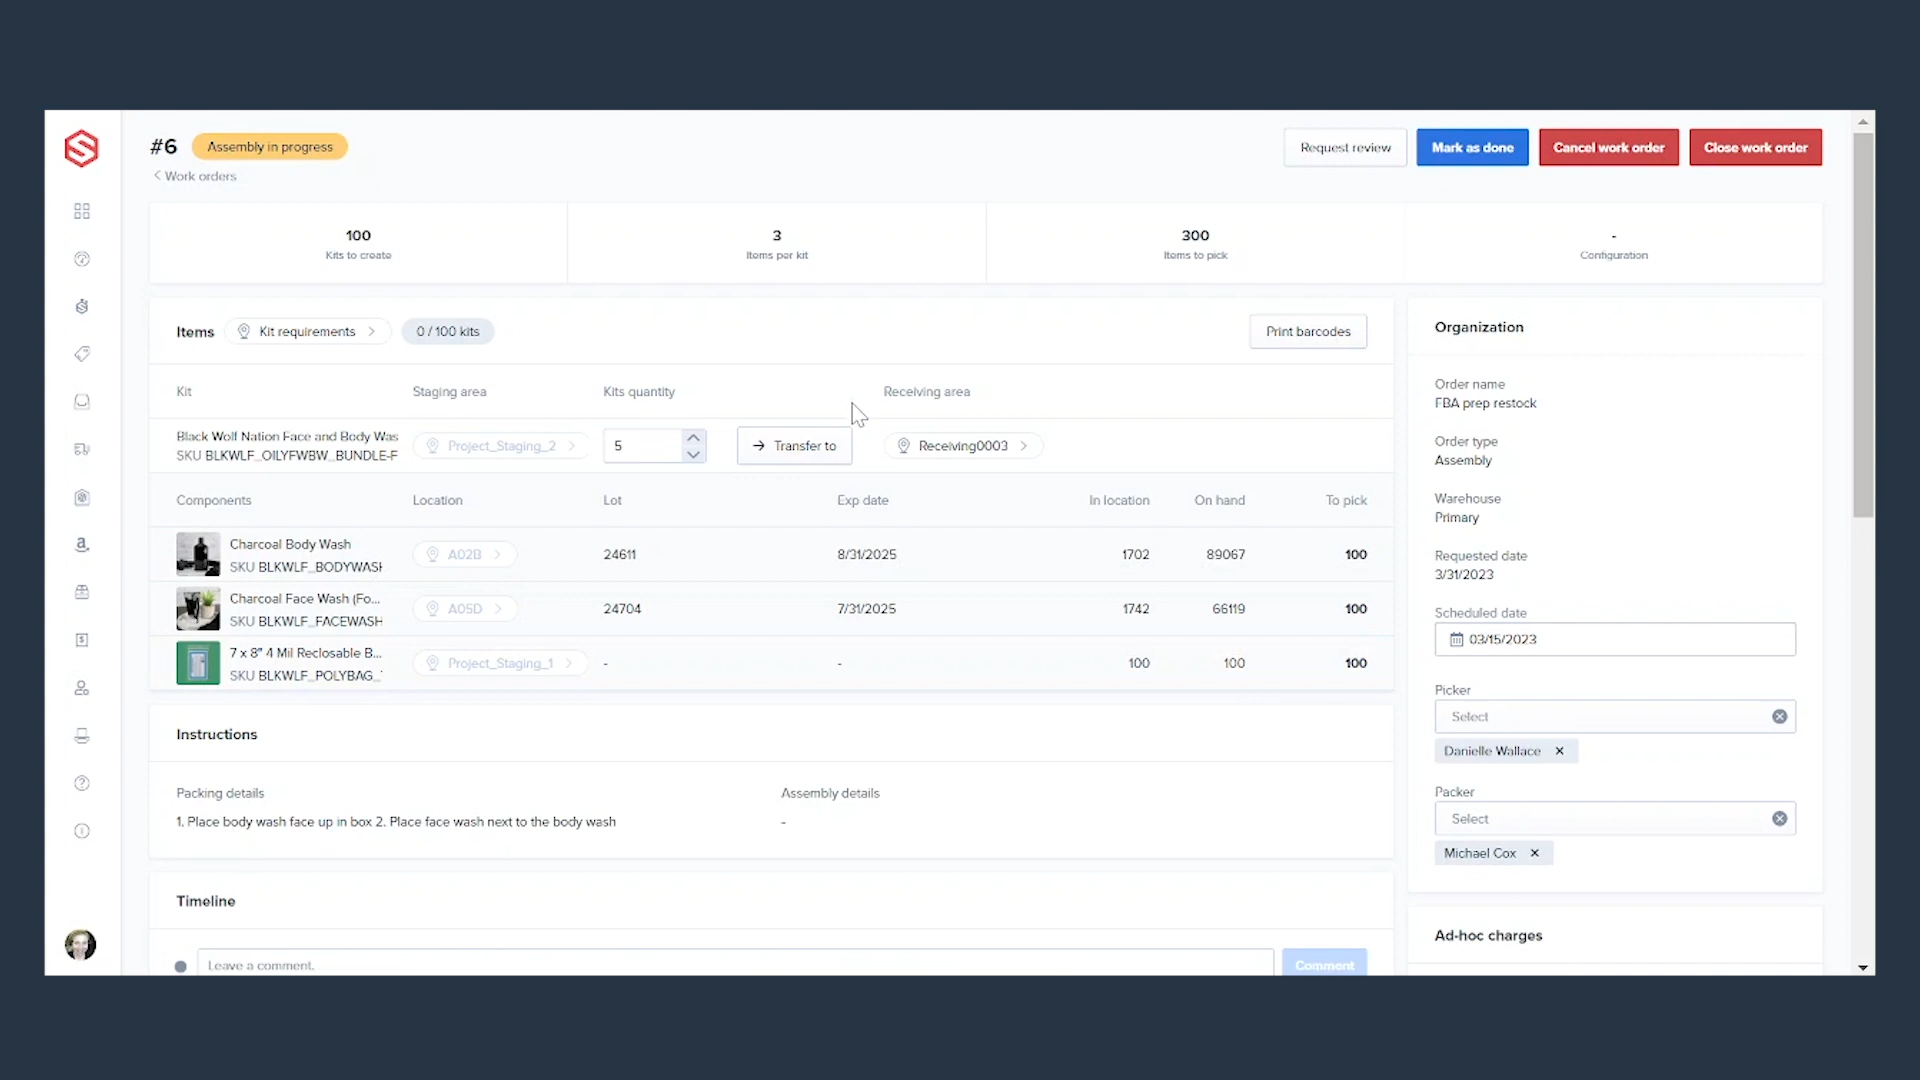 #6
Assembly in progress
Request review
Mark as done
Cancel work order
Close work order
Work orders
100
Kits to create
3
Items per kit
300
Items to pick
-
Configuration
Items
Kit requirements
0 / 100 kits
Print barcodes
Kit
Staging area
Kits quantity
Receiving area
Black Wolf Nation Face and Body Was
SKU BLKWLF_OILYFWBW_BUNDLE-F
Project_Staging_2
5
Transfer to
Receiving0003
Components
Location
Lot
Exp date
In location
On hand
To pick
Charcoal Body Wash
SKU BLKWLF_BODYWASH
A02B
24611
8/31/2025
1702
89067
100
Charcoal Face Wash (Fo...
SKU BLKWLF_FACEWASH
A05D
24704
7/31/2025
1742
66119
100
7 x 8" 4 Mil Reclosable B...
SKU BLKWLF_POLYBAG_
Project_Staging_1
-
-
100
100
100
Instructions
Packing details
1. Place body wash face up in box 2. Place face wash next to the body wash
Assembly details
-
Timeline
Leave a comment.
Comment
Organization
Order name
FBA prep restock
Order type
Assembly
Warehouse
Primary
Requested date
3/31/2023
Scheduled date
03/15/2023
Picker
Select
Danielle Wallace
Packer
Select
Michael Cox
Ad-hoc charges